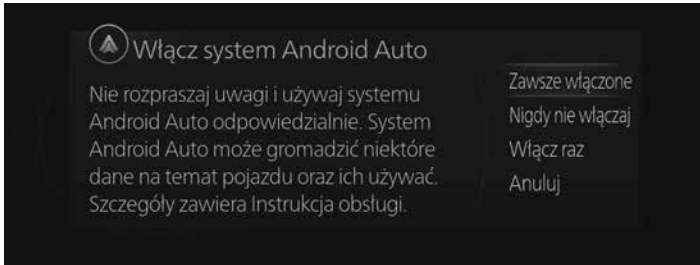 Włącz system Android Auto
Nie rozpraszaj uwagi i używaj systemu
Android Auto odpowiedzialnie. System
Android Auto może gromadzić niektóre
dane na temat pojazdu oraz ich używać.
Szczegóły zawiera Instrukcja obsługi.
Zawsze włączone
Nigdy nie włączaj
Włącz raz
Anuluj